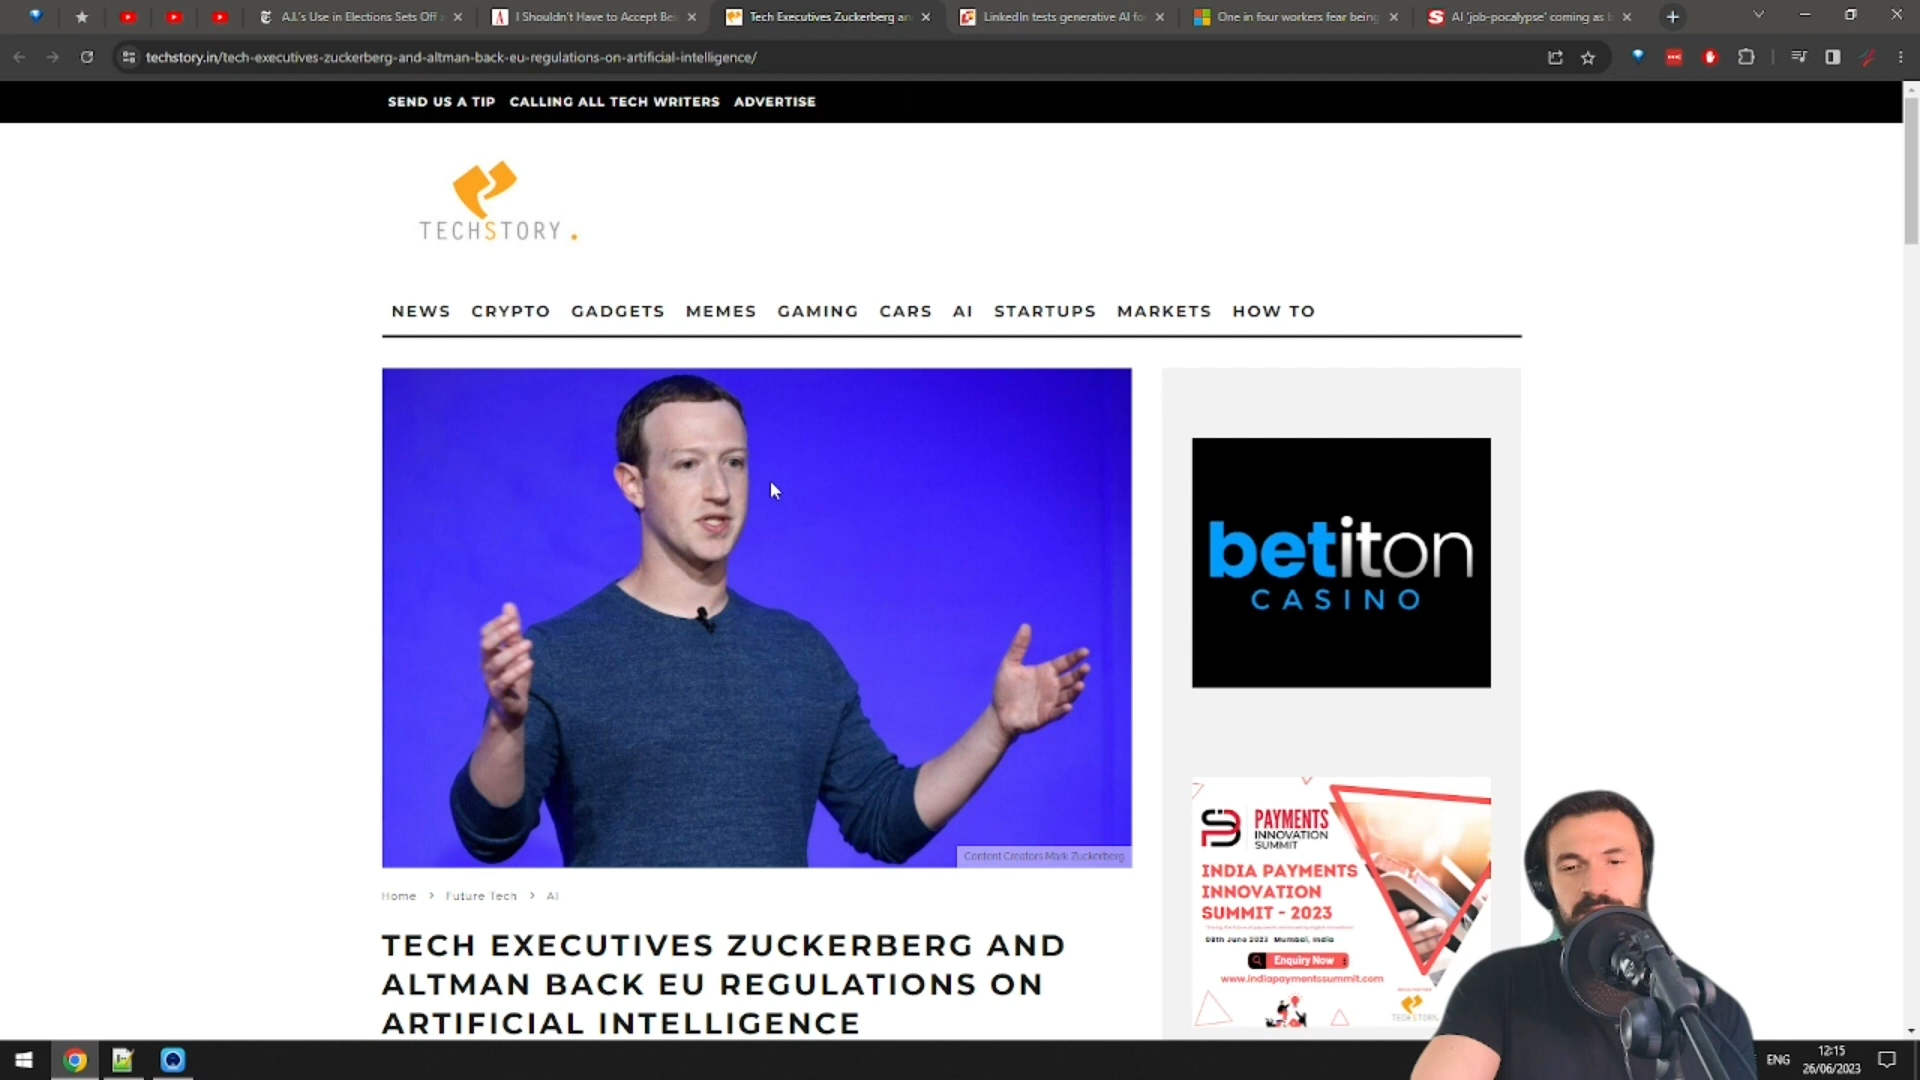 A.I.'s Use in Elections Sets Off a
I Shouldn't Have to Accept Bei
Tech Executives Zuckerberg an
LinkedIn tests generative AI fo
One in four workers fear being
AI 'job-pocalypse' coming as b
techstory.in/tech-executives-zuckerberg-and-altman-back-eu-regulations-on-artificial-intelligence/
SEND US A TIP CALLING ALL TECH WRITERS ADVERTISE
TECHSTORY.
NEWS CRYPTO GADGETS MEMES GAMING CARS AI STARTUPS MARKETS HOW TO
betiton
CASINO
Content Creators Mark Zuckerberg
PAYMENTS
INNOVATION
SUMMIT
INDIA PAYMENTS
INNOVATION
SUMMIT - 2023
08th June 2023 Mumbai, India
Enquiry Now
www.indiapaymentssummit.com
TECHSTORY
Home > Future Tech > AI
TECH EXECUTIVES ZUCKERBERG AND
ALTMAN BACK EU REGULATIONS ON
ARTIFICIAL INTELLIGENCE
ENG
12:15
26/06/2023